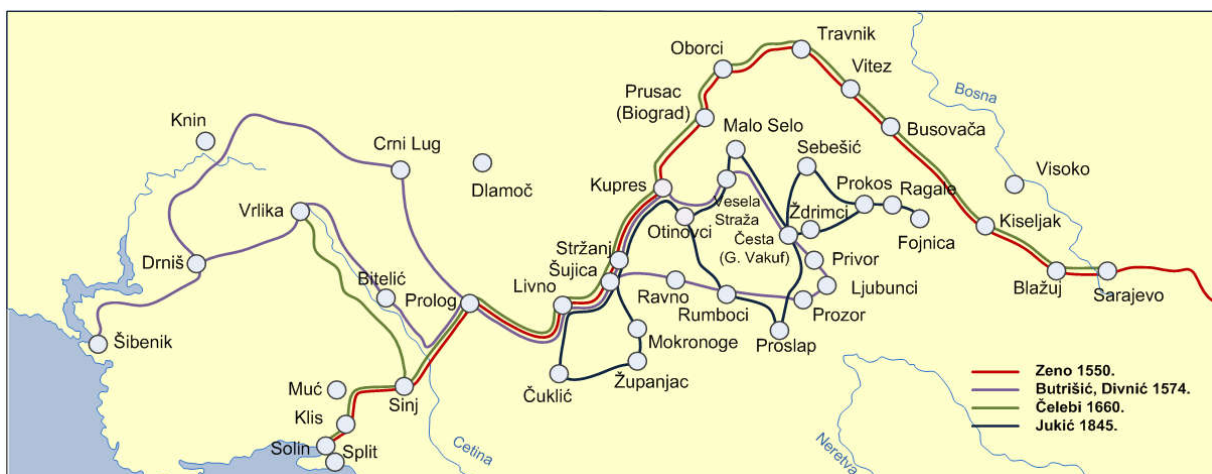 Travnik
Oborci
Vitez
Bosna
Prusac
(Biograd)
Knin
Malo Selo
Busovača
Crni Lug
Sebešić
Dlamoč
Visoko
Kupres
Prokos
Ragale
Vrlika
Vesela
Straža
Ždrimci
Otinovci
Česta
(G. Vakuf)
Fojnica
Kiseljak
Stržanj
Drniš
Šujica
Privor
Bitelić
Livno
Ljubunci
Prolog
Ravno
Rumboci
Prozor
Blažuj
Sarajevo
Šibenik
Mokronoge
Proslap
Muć
Čuklić
Županjac
Sinj
Klis
Solin
Split
Cetina
Neretva
Zeno 1550.
Butrišić, Divnić 1574.
Čelebi 1660.
Jukić 1845.